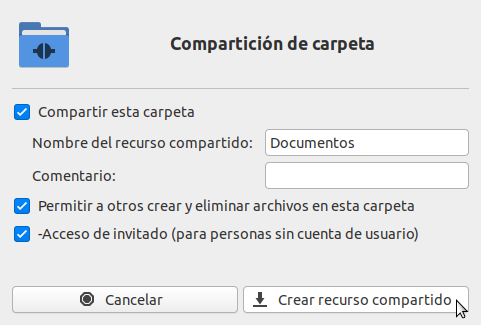 Compartición de carpeta
Compartir esta carpeta
Nombre del recurso compartido: Documentos
Comentario:
Permitir a otros crear y eliminar archivos en esta carpeta
-Acceso de invitado (para personas sin cuenta de usuario)
Cancelar Crear recurso compartido